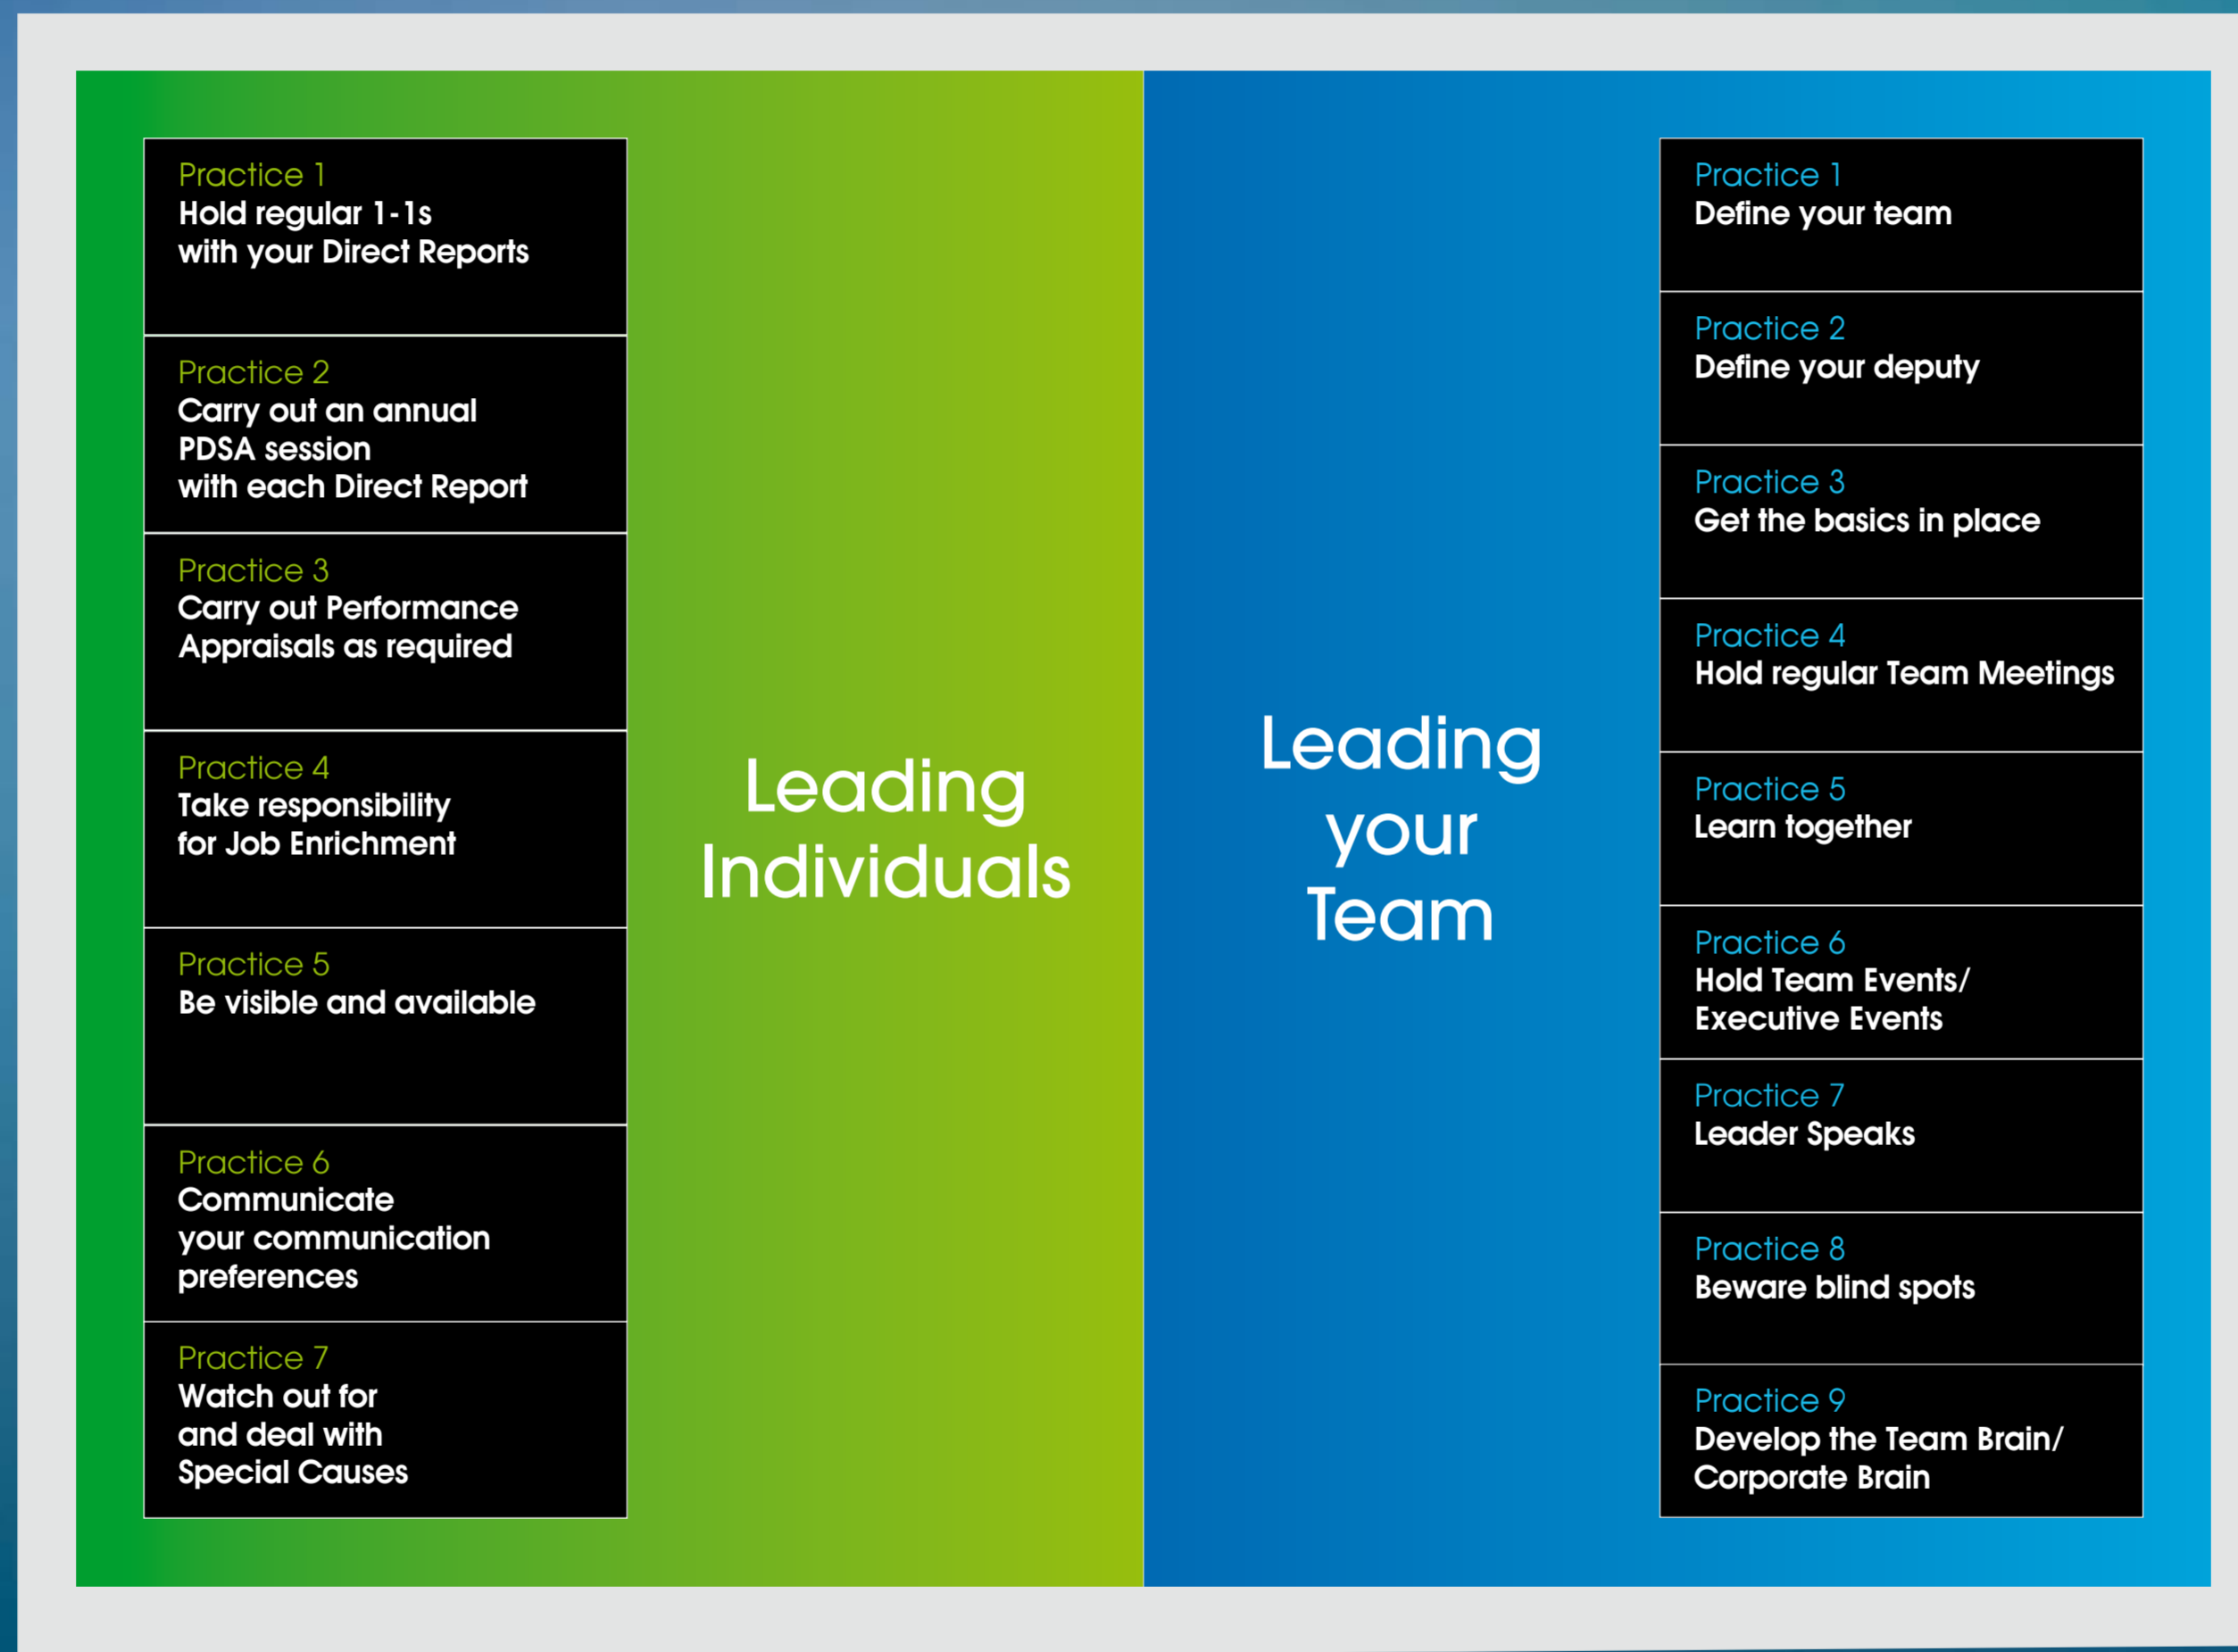 Practice 1
Hold regular 1-1s
with your Direct Reports
Practice 2
Carry out an annual
PDSA session
with each Direct Report
Practice 3
Carry out Performance
Appraisals as required
Practice 4
Take responsibility
for Job Enrichment
Practice 5
Be visible and available
Practice 6
Communicate
your communication
preferences
Practice 7
Watch out for
and deal with
Special Causes
Leading
Individuals
Leading
your
Team
Practice 1
Define your team
Practice 2
Define your deputy
Practice 3
Get the basics in place
Practice 4
Hold regular Team Meetings
Practice 5
Learn together
Practice 6
Hold Team Events/
Executive Events
Practice 7
Leader Speaks
Practice 8
Beware blind spots
Practice 9
Develop the Team Brain/
Corporate Brain